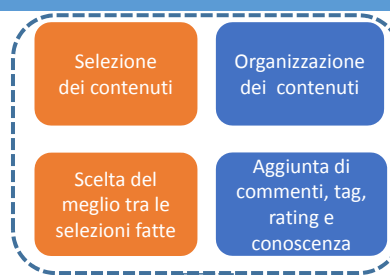 Selezione
dei contenuti
Organizzazione
dei contenuti
Scelta del
meglio tra le
selezioni fatte
Aggiunta di
commenti, tag,
rating e
conoscenza